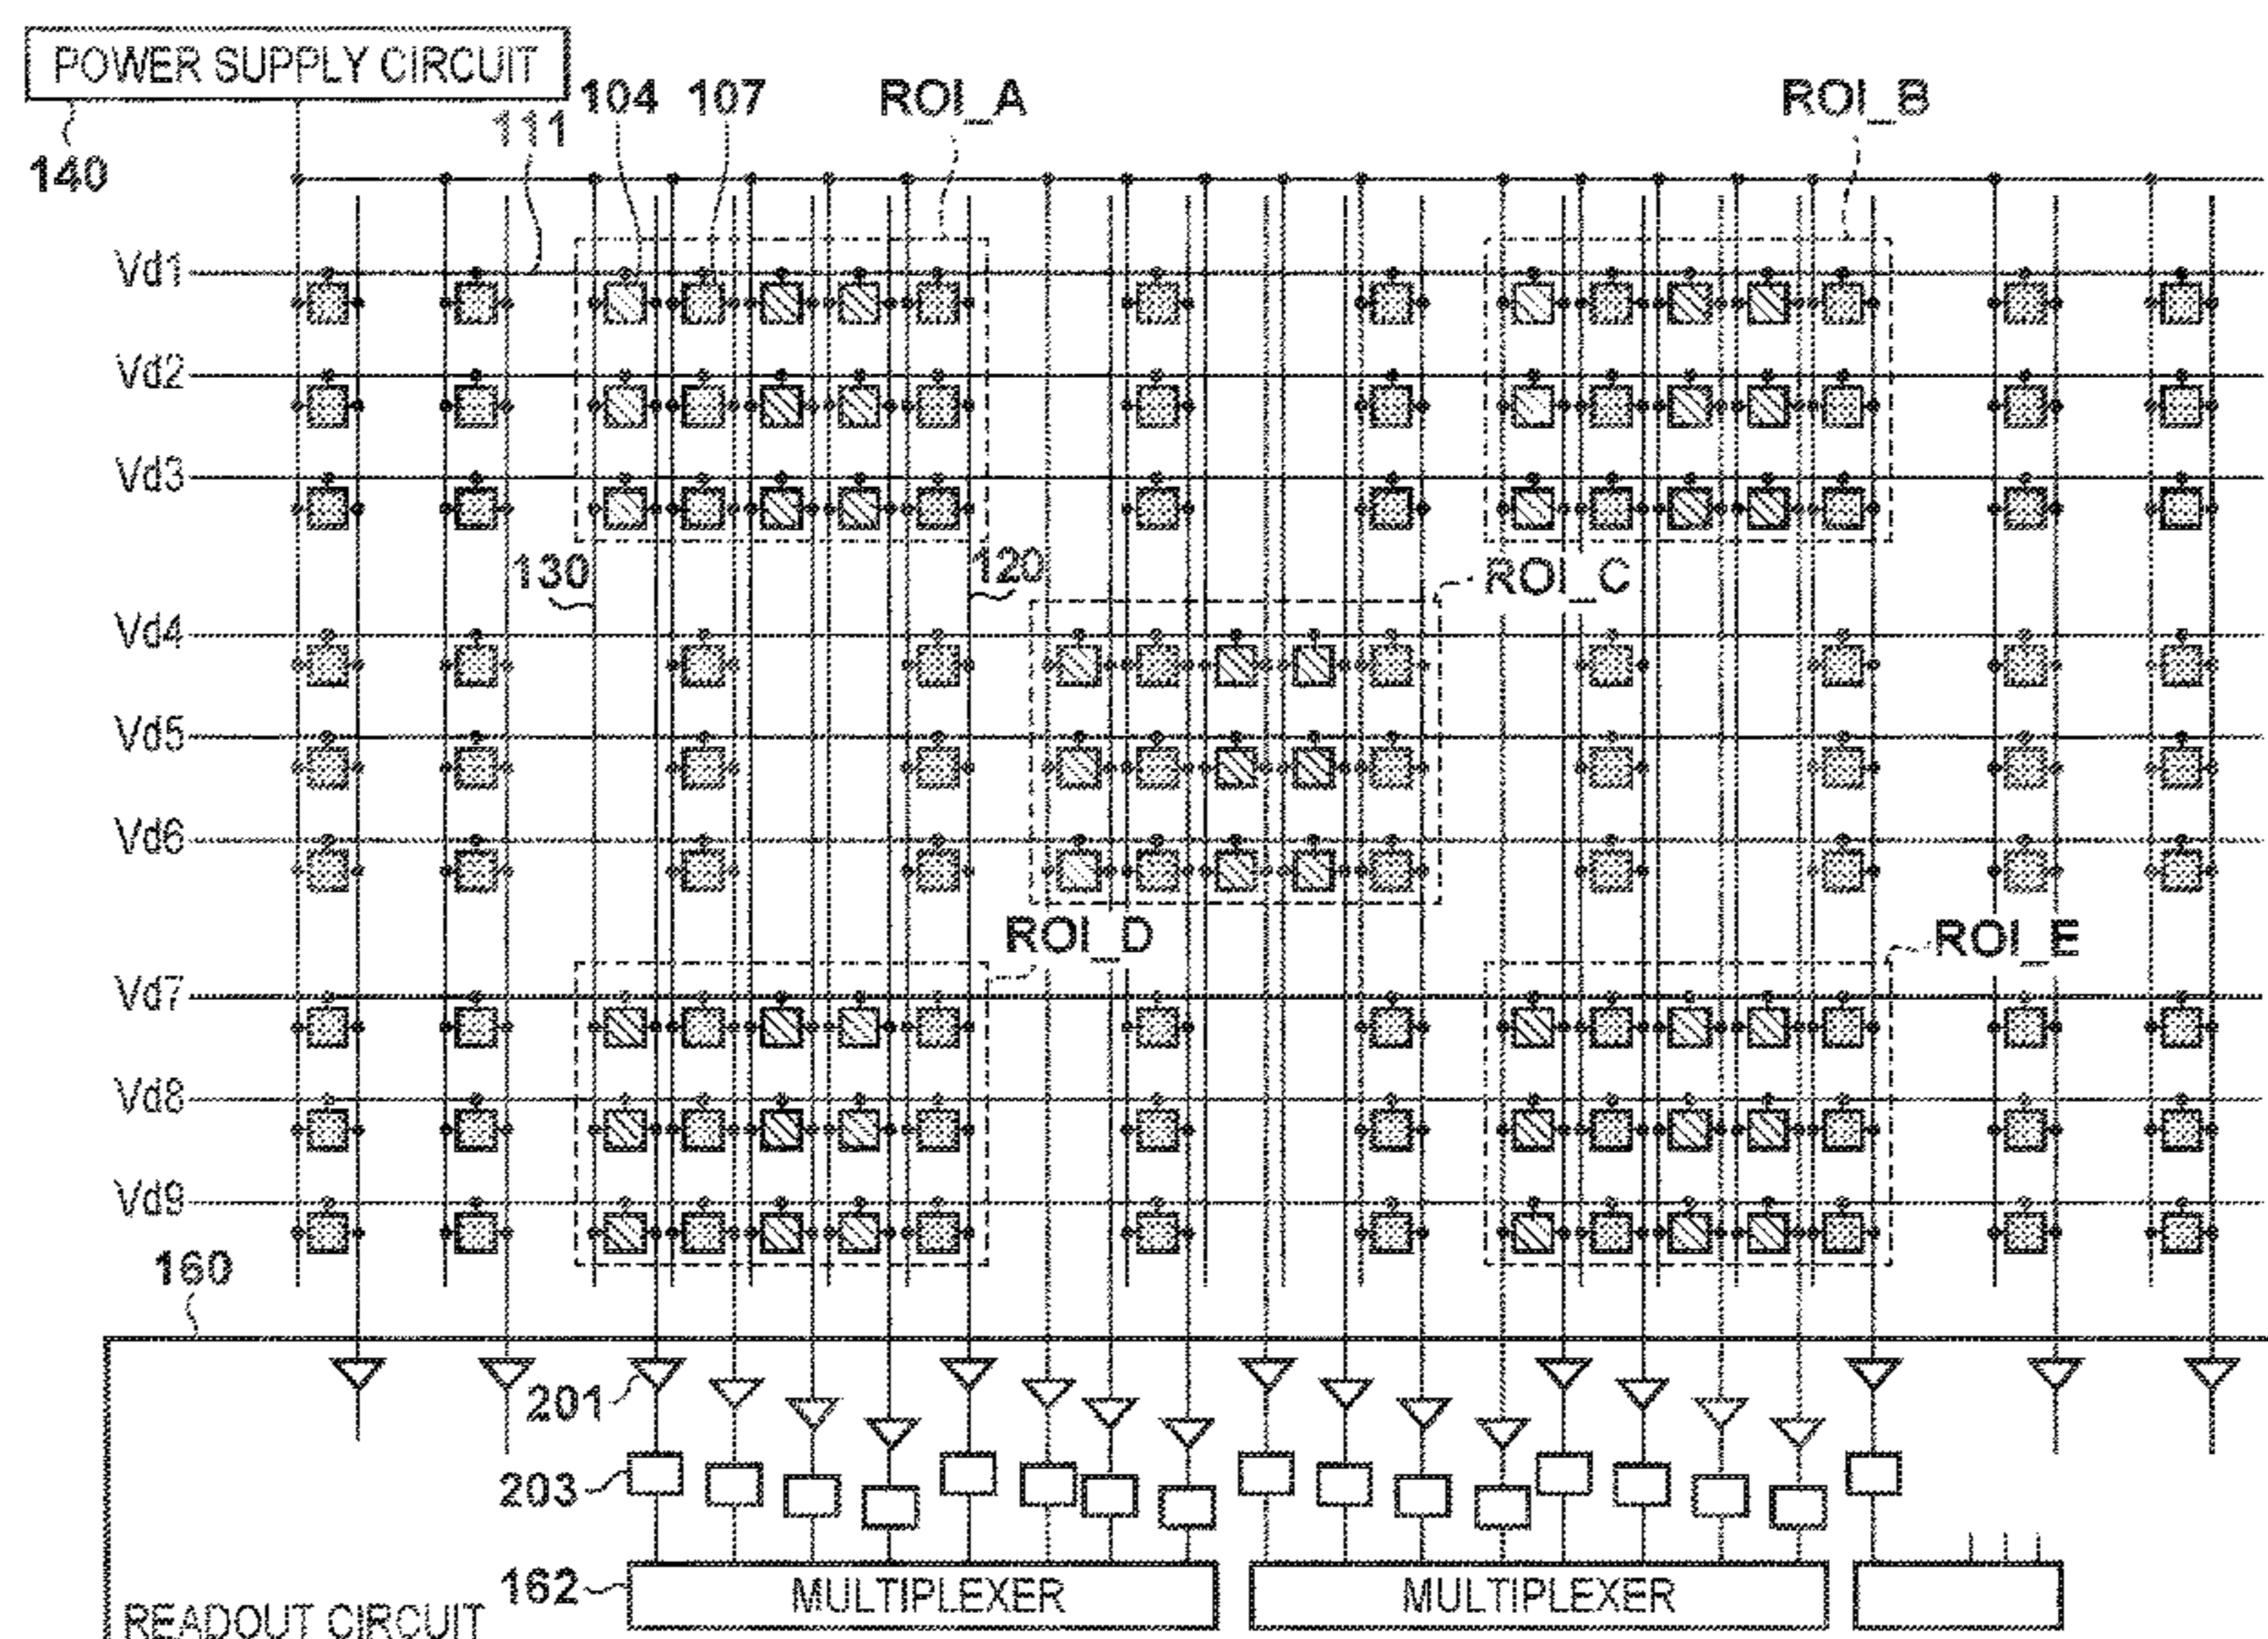 POWER SUPPLY CIRCUIT
140
111
104
107
ROI_A
ROI_B
Vd1
Vd2
Vd3
130
120
ROI_C
Vd4
Vd5
Vd6
ROI_D
ROI_E
Vd7
Vd8
Vd9
160
201
203
162
MULTIPLEXER
MULTIPLEXER
READOUT CIRCUIT